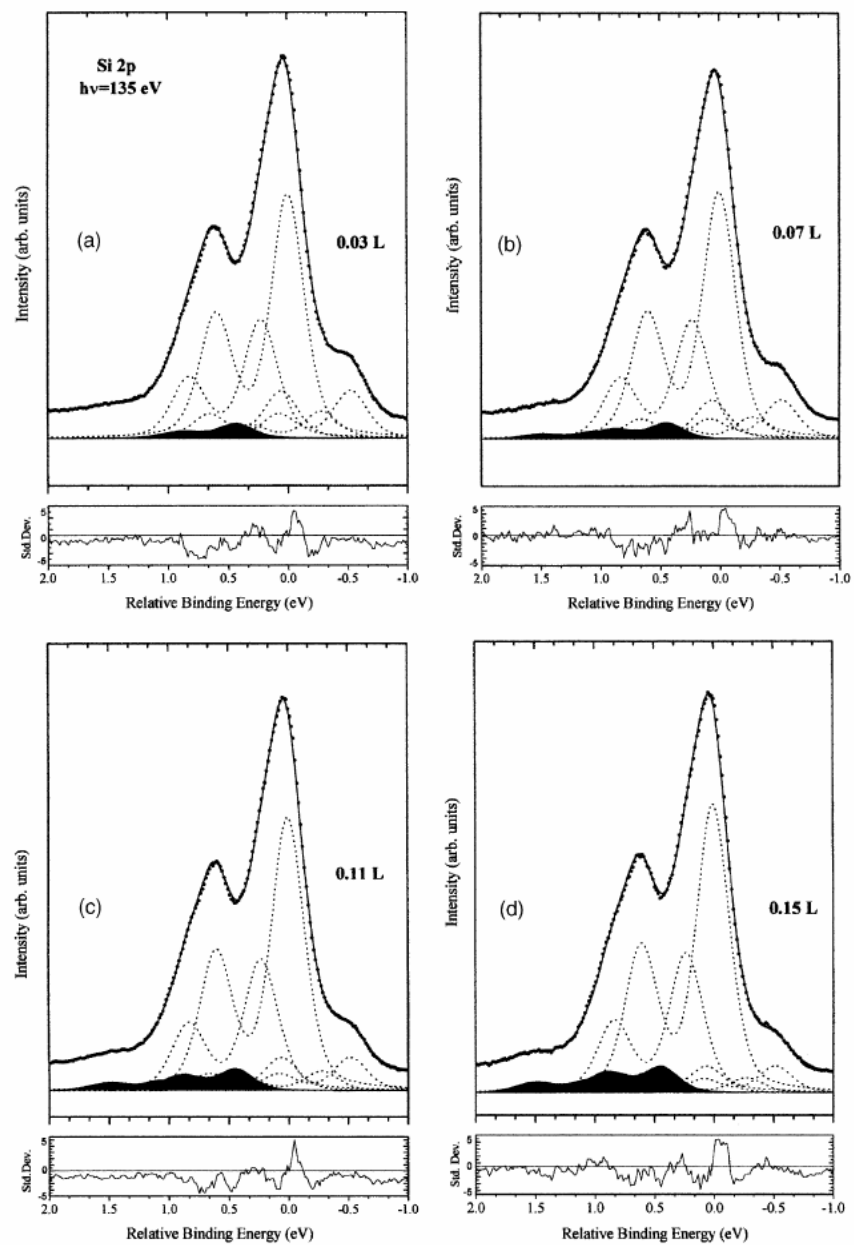 Si 2p
hν=135 eV
Intensity (arb. units)
(a)
0.03 L
Std.Dev.
5
0
-5
2.0 1.5 1.0 0.5 0.0 -0.5 -1.0
Relative Binding Energy (eV)
Intensity (arb. units)
(b)
0.07 L
Std.Dev.
5
0
-5
2.0 1.5 1.0 0.5 0.0 -0.5 -1.0
Relative Binding Energy (eV)
Intensity (arb. units)
(c)
0.11 L
Std.Dev.
5
0
-5
2.0 1.5 1.0 0.5 0.0 -0.5 -1.0
Relative Binding Energy (eV)
Intensity (arb. units)
(d)
0.15 L
Std.Dev.
5
0
-5
2.0 1.5 1.0 0.5 0.0 -0.5 -1.0
Relative Binding Energy (eV)